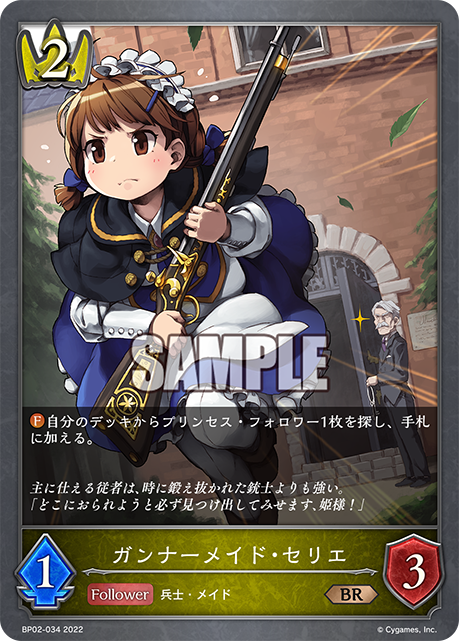 2
SAMPLE
F 自分のデッキからプリンセス・フォロワー1枚を探し、手札
に加える。
主に仕える従者は、時に鍛え抜かれた銃士よりも強い。
「どこにおられようと必ず見つけ出してみせます、姫様！」
ガンナーメイド・セリエ
1
Follower 兵士・メイド BR
3
BP02-034 2022 © Cygames, Inc.